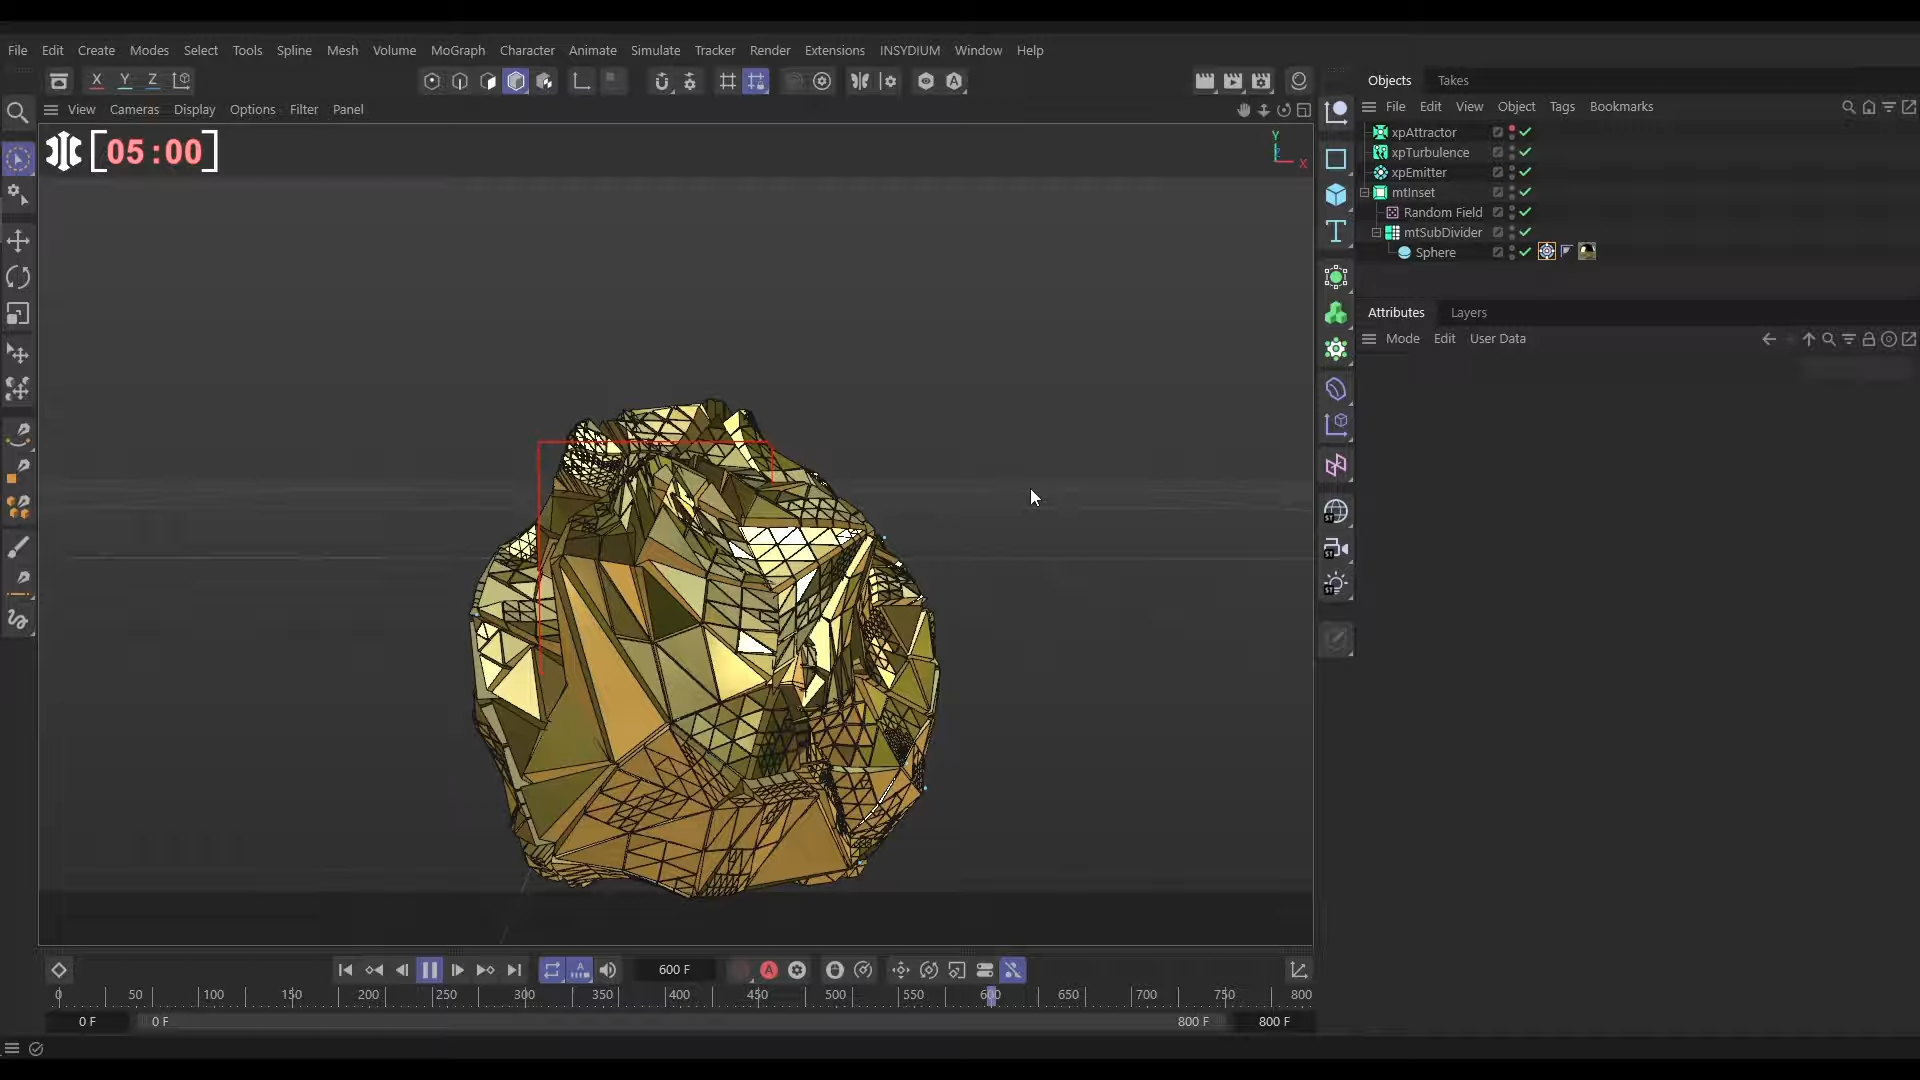 File Edit Create Modes Select Tools Spline Mesh Volume MoGraph Character Animate Simulate Tracker Render Extensions INSYDIUM Window Help
X Y Z
Objects Takes
View Cameras Display Options Filter Panel
File Edit View Object Tags Bookmarks
[05:00]
Y
X
xpAttractor
xpTurbulence
xpEmitter
mtInset
Random Field
mtSubDivider
Sphere
Attributes Layers
Mode Edit User Data
600 F
0 50 100 150 200 250 300 350 400 450 500 550 600 650 700 750 800
0 F 0 F 800 F 800 F